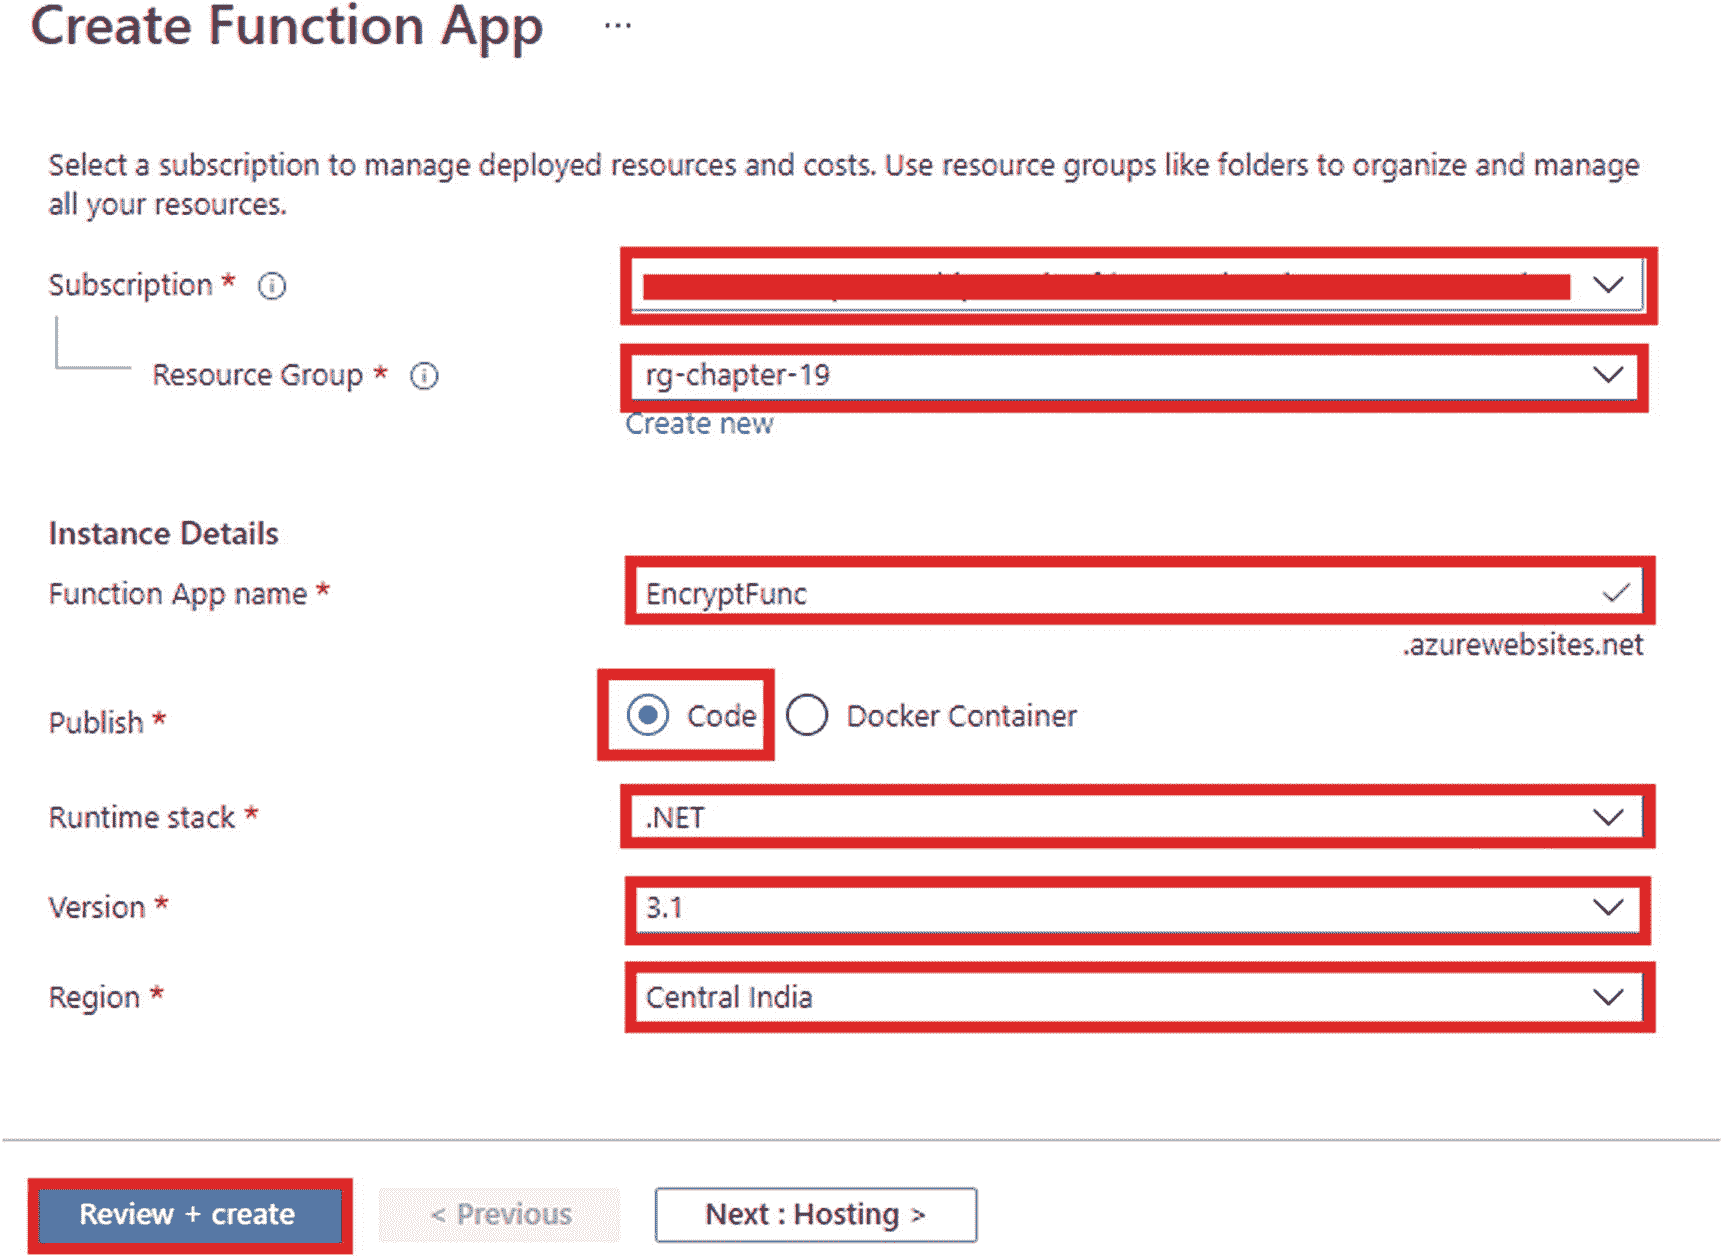 Create Function App ...
Select a subscription to manage deployed resources and costs. Use resource groups like folders to organize and manage
all your resources.
Subscription *
Resource Group * rg-chapter-19
Create new
Instance Details
Function App name * EncryptFunc
.azurewebsites.net
Publish * Code Docker Container
Runtime stack * .NET
Version * 3.1
Region * Central India
Review + create < Previous Next : Hosting >